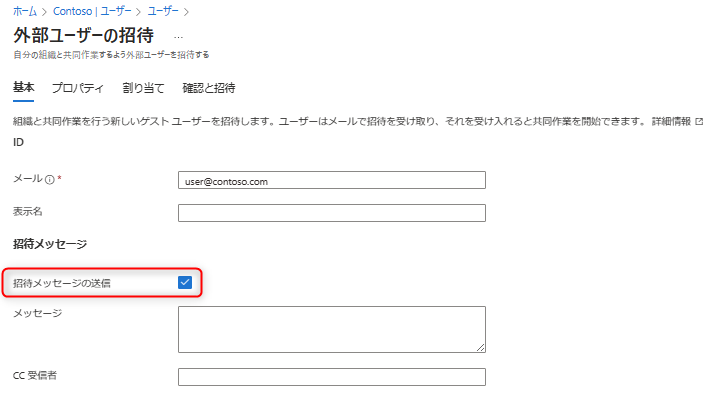 ホーム > Contoso | ユーザー > ユーザー >
外部ユーザーの招待 ...
自分の組織と共同作業するよう外部ユーザーを招待する
基本 プロパティ 割り当て 確認と招待
組織と共同作業を行う新しいゲスト ユーザーを招待します。ユーザーはメールで招待を受け取り、それを受け入れると共同作業を開始できます。 詳細情報
ID
メール * user@contoso.com
表示名
招待メッセージ
招待メッセージの送信
メッセージ
CC 受信者